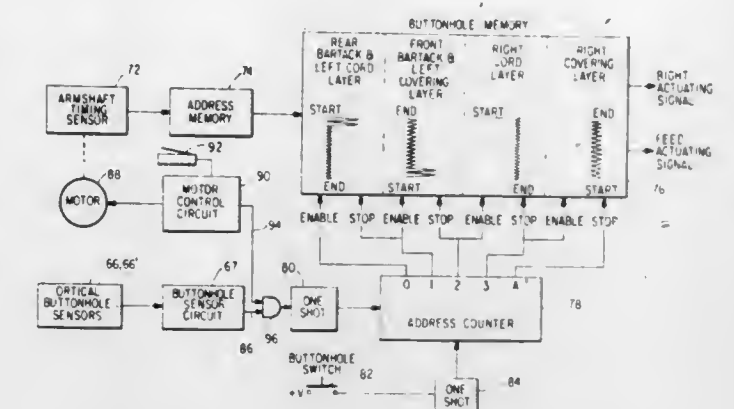 BUTTONHOLE MEMORY
REAR
BARTACK &
LEFT CORD
LAYER
FRONT
BARTACK &
LEFT
COVERING
LAYER
RIGHT
CORD
LAYER
RIGHT
COVERING
LAYER
72
74
ARMSHAFT
TIMING
SENSOR
ADDRESS
MEMORY
START
END
START
END
RIGHT
ACTUATING
SIGNAL
FEED
ACTUATING
SIGNAL
92
88
90
MOTOR
MOTOR
CONTROL
CIRCUIT
END
START
END
START
76
ENABLE STOP ENABLE STOP ENABLE STOP ENABLE STOP
94
66,66'
67
80
OPTICAL
BUTTONHOLE
SENSORS
BUTTONHOLE
SENSOR
CIRCUIT
ONE
SHOT
0 1 2 3 4
ADDRESS COUNTER
78
86
96
BUTTONHOLE
SWITCH
82
+V
ONE
SHOT
84